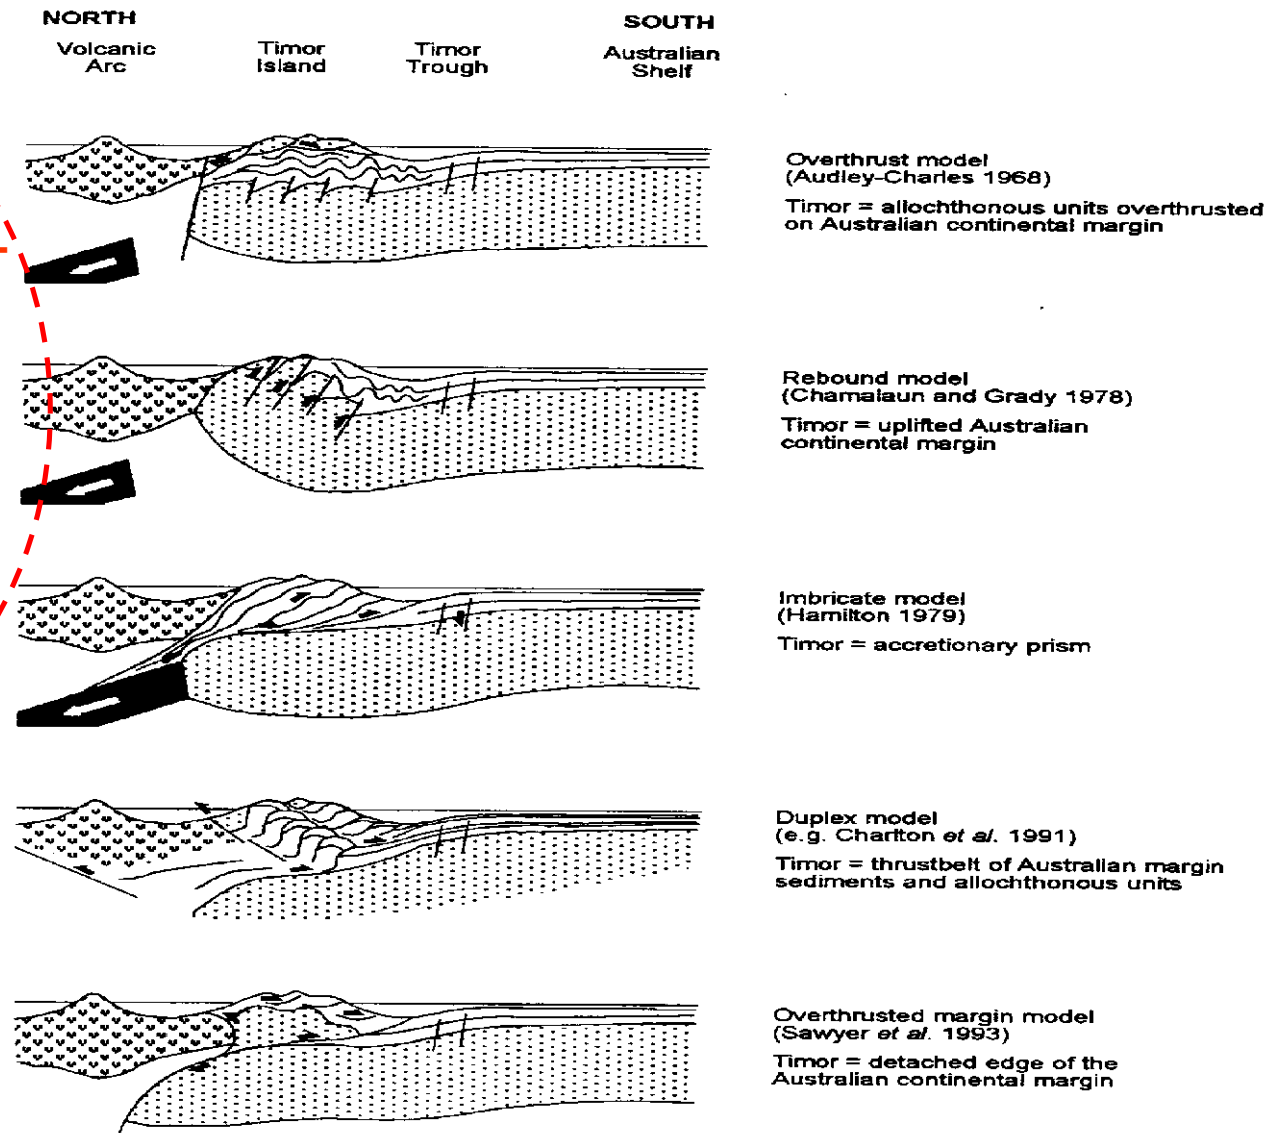 NORTH
SOUTH
Volcanic
Arc
Timor
Island
Timor
Trough
Australian
Shelf
Overthrust model
(Audley-Charles 1968)
Timor = allochthonous units overthrusted
on Australian continental margin
Rebound model
(Chamalaun and Grady 1978)
Timor = uplifted Australian
continental margin
Imbricate model
(Hamilton 1979)
Timor = accretionary prism
Duplex model
(e.g. Charlton et al. 1991)
Timor = thrustbelt of Australian margin
sediments and allochthonous units
Overthrusted margin model
(Sawyer et al. 1993)
Timor = detached edge of the
Australian continental margin